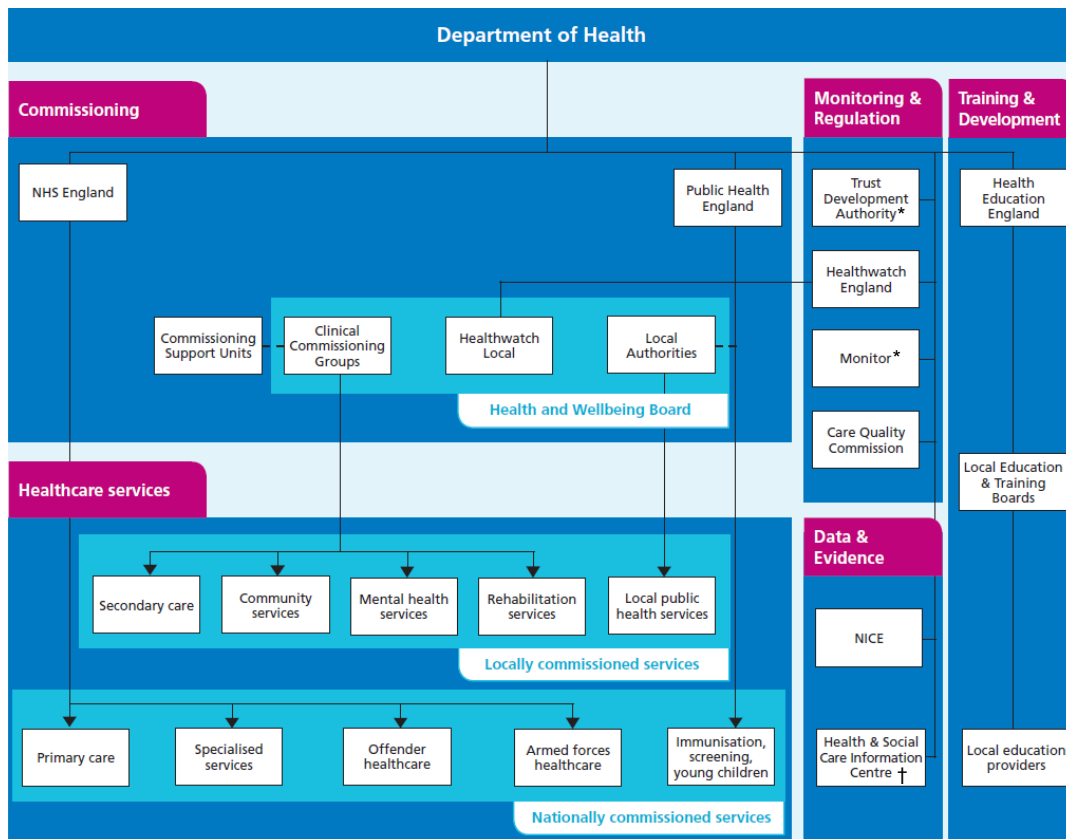 Department of Health
Commissioning
Monitoring &
Regulation
Training &
Development
NHS England
Public Health
England
Trust
Development
Authority*
Health
Education
England
Healthwatch
England
Commissioning
Support Units
Clinical
Commissioning
Groups
Healthwatch
Local
Local
Authorities
Monitor*
Health and Wellbeing Board
Care Quality
Commission
Healthcare services
Local Education
& Training
Boards
Data &
Evidence
Secondary care
Community
services
Mental health
services
Rehabilitation
services
Local public
health services
NICE
Locally commissioned services
Primary care
Specialised
services
Offender
healthcare
Armed forces
healthcare
Immunisation,
screening,
young children
Health & Social
Care Information
Centre †
Local education
providers
Nationally commissioned services